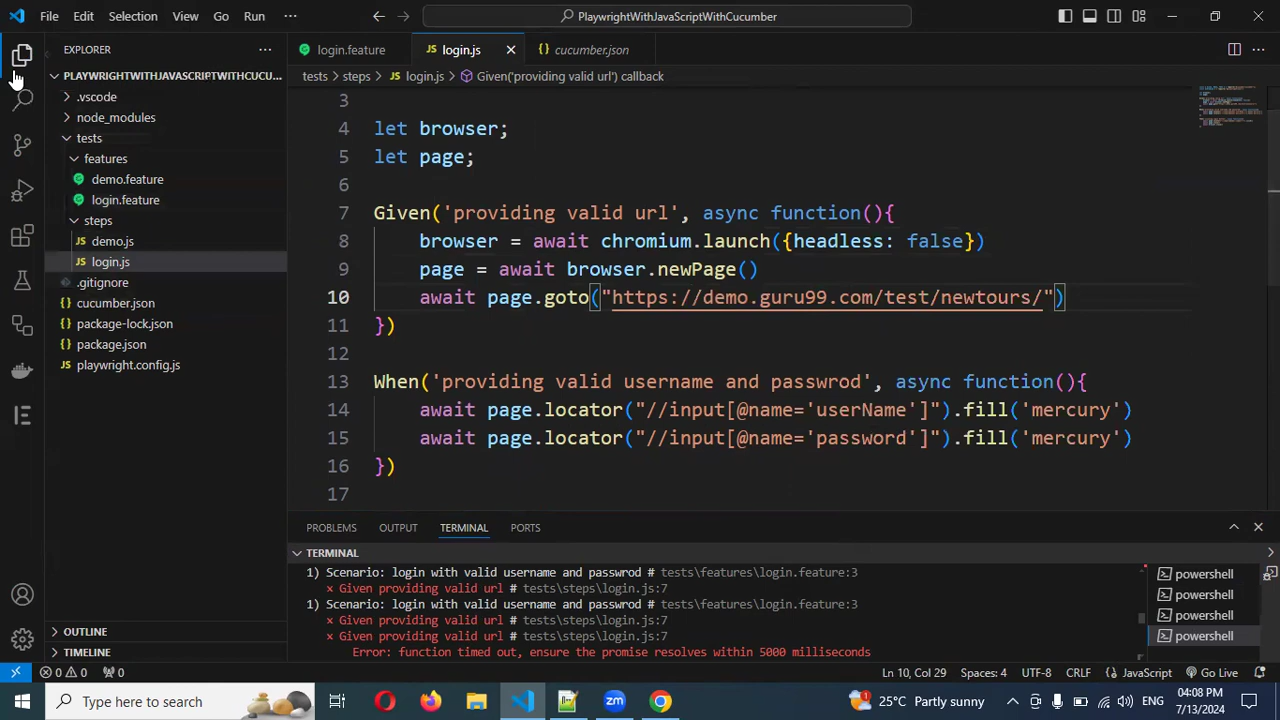 File Edit Selection View Go Run ··· PlaywrightWithJavaScriptWithCucumber
EXPLORER
PLAYWRIGHTWITHJAVASCRIPTWITHCUCU...
.vscode
node_modules
tests
features
demo.feature
login.feature
steps
JS demo.js
JS login.js
.gitignore
{} cucumber.json
{} package-lock.json
{} package.json
JS playwright.config.js
OUTLINE
TIMELINE
login.feature JS login.js {} cucumber.json
tests > steps > JS login.js > Given('providing valid url') callback
3
4 let browser;
5 let page;
6
7 Given('providing valid url', async function(){
8 browser = await chromium.launch({headless: false})
9 page = await browser.newPage()
10 await page.goto("https://demo.guru99.com/test/newtours/")
11 })
12
13 When('providing valid username and passwrod', async function(){
14 await page.locator("//input[@name='userName']").fill('mercury')
15 await page.locator("//input[@name='password']").fill('mercury')
16 })
17
PROBLEMS OUTPUT TERMINAL PORTS
TERMINAL
1) Scenario: login with valid username and passwrod # tests\features\login.feature:3
× Given providing valid url # tests\steps\login.js:7
1) Scenario: login with valid username and passwrod # tests\features\login.feature:3
× Given providing valid url # tests\steps\login.js:7
× Given providing valid url # tests\steps\login.js:7
Error: function timed out, ensure the promise resolves within 5000 milliseconds
powershell
powershell
powershell
powershell
0 0 0 Ln 10, Col 29 Spaces: 4 UTF-8 CRLF {} JavaScript Go Live
Type here to search zm 25°C Partly sunny ENG 04:08 PM 7/13/2024